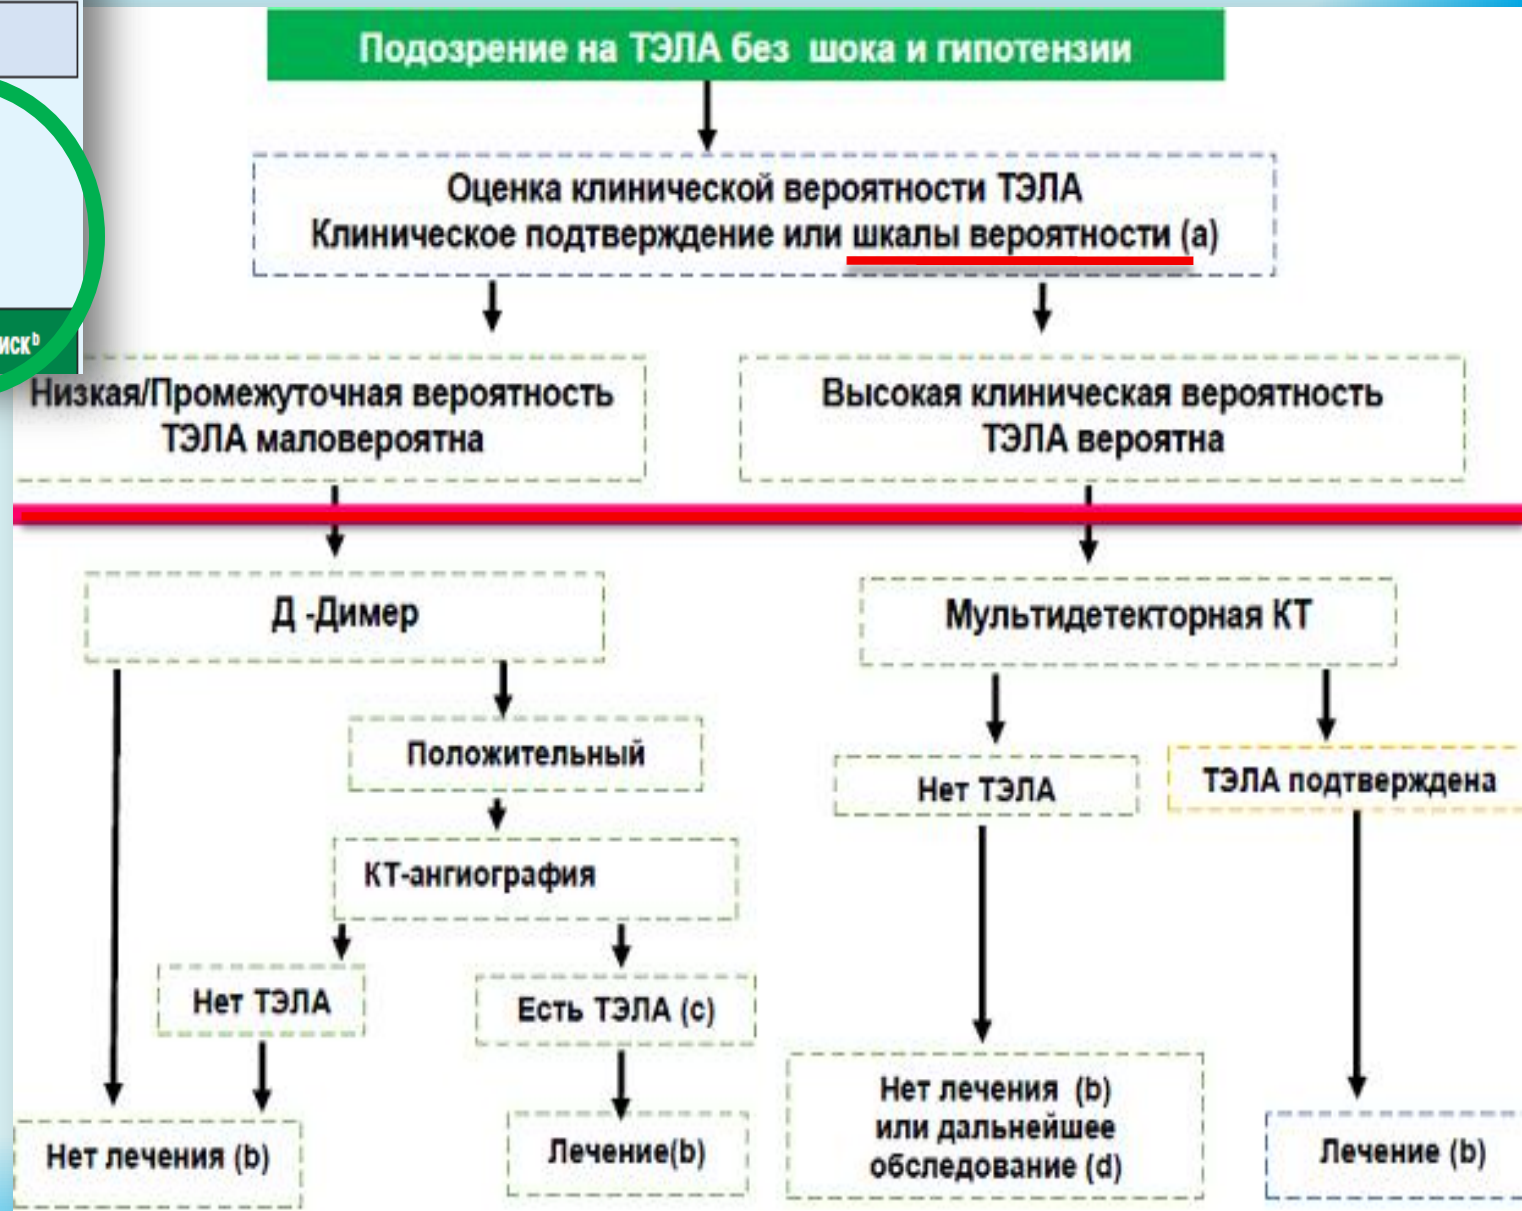 Подозрение на ТЭЛА без шока и гипотензии
Оценка клинической вероятности ТЭЛА
Клиническое подтверждение или шкалы вероятности (a)
Низкая/Промежуточная вероятность
ТЭЛА маловероятна
Высокая клиническая вероятность
ТЭЛА вероятна
Д -Димер
Мультидетекторная КТ
Положительный
Нет ТЭЛА
ТЭЛА подтверждена
КТ-ангиография
Нет ТЭЛА
Есть ТЭЛА (c)
Нет лечения (b)
Лечение(b)
Нет лечения (b)
или дальнейшее
обследование (d)
Лечение (b)